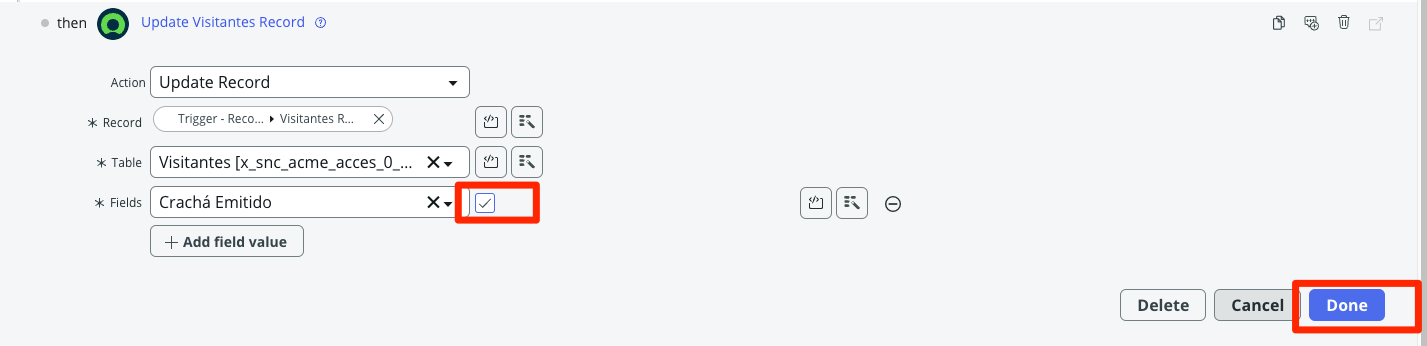 then Update Visitantes Record
Action Update Record
Record Trigger - Reco... Visitantes R...
Table Visitantes [x_snc_acme_acces_0_...
Fields Crachá Emitido
Add field value
Delete Cancel Done